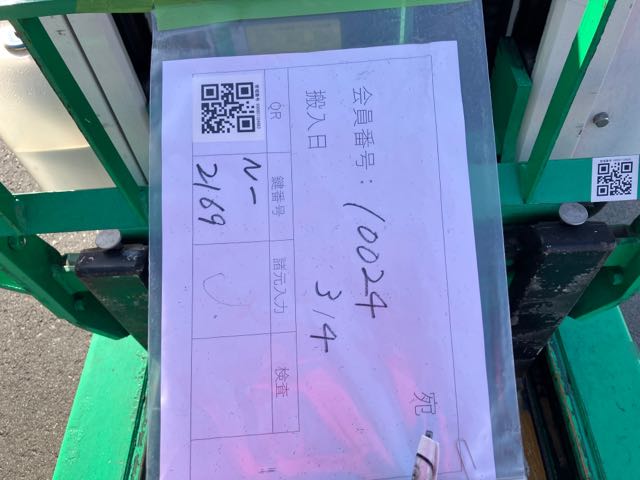 宛
会員番号： 10024
搬入日 3/4
QR 鍵番号 諸元入力 検査
N-
2169